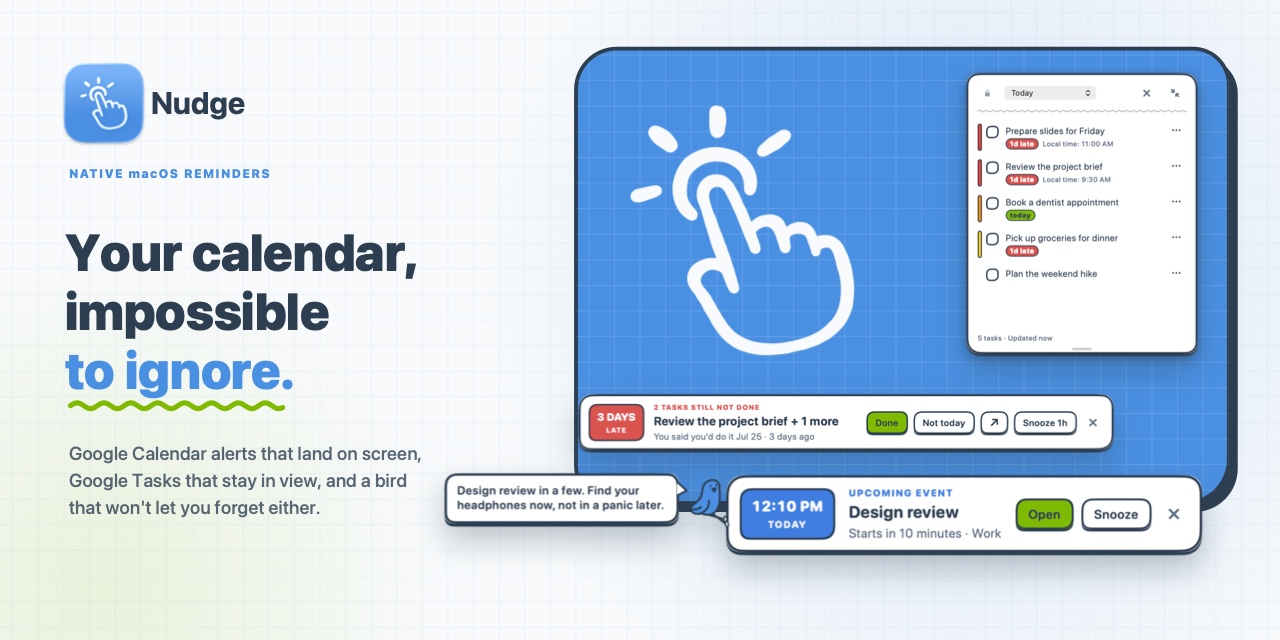 Nudge
NATIVE macOS REMINDERS
Your calendar,
impossible
to ignore.
Google Calendar alerts that land on screen,
Google Tasks that stay in view, and a bird
that won't let you forget either.
Today
Prepare slides for Friday
1d late Local time: 11:00 AM
Review the project brief
1d late Local time: 9:30 AM
Book a dentist appointment
today
Pick up groceries for dinner
1d late
Plan the weekend hike
5 tasks · Updated now
3 DAYS
LATE
2 TASKS STILL NOT DONE
Review the project brief + 1 more
You said you'd do it Jul 25 · 3 days ago
Done
Not today
Snooze 1h
Design review in a few. Find your
headphones now, not in a panic later.
12:10 PM
TODAY
UPCOMING EVENT
Design review
Starts in 10 minutes · Work
Open
Snooze